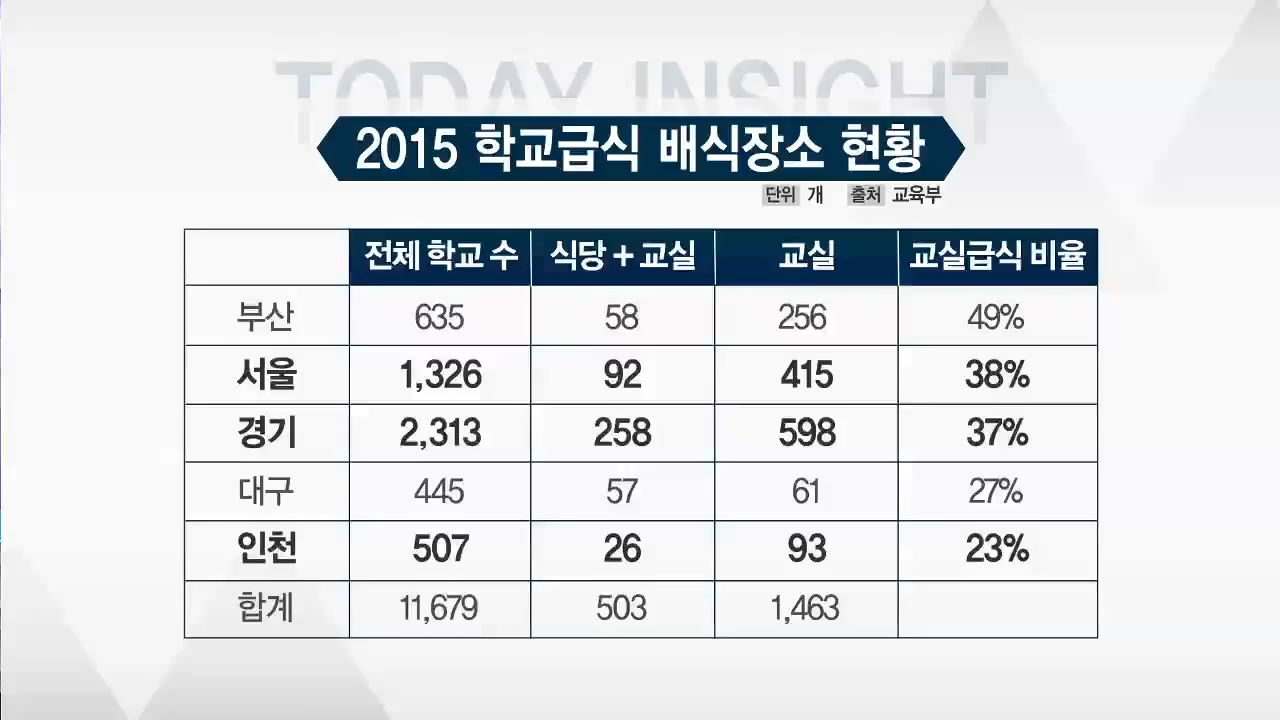 TODAY INSIGHT
2015 학교급식 배식장소 현황
단위 개 출처 교육부
전체 학교 수 식당 + 교실 교실 교실급식 비율
부산 635 58 256 49%
서울 1,326 92 415 38%
경기 2,313 258 598 37%
대구 445 57 61 27%
인천 507 26 93 23%
합계 11,679 503 1,463